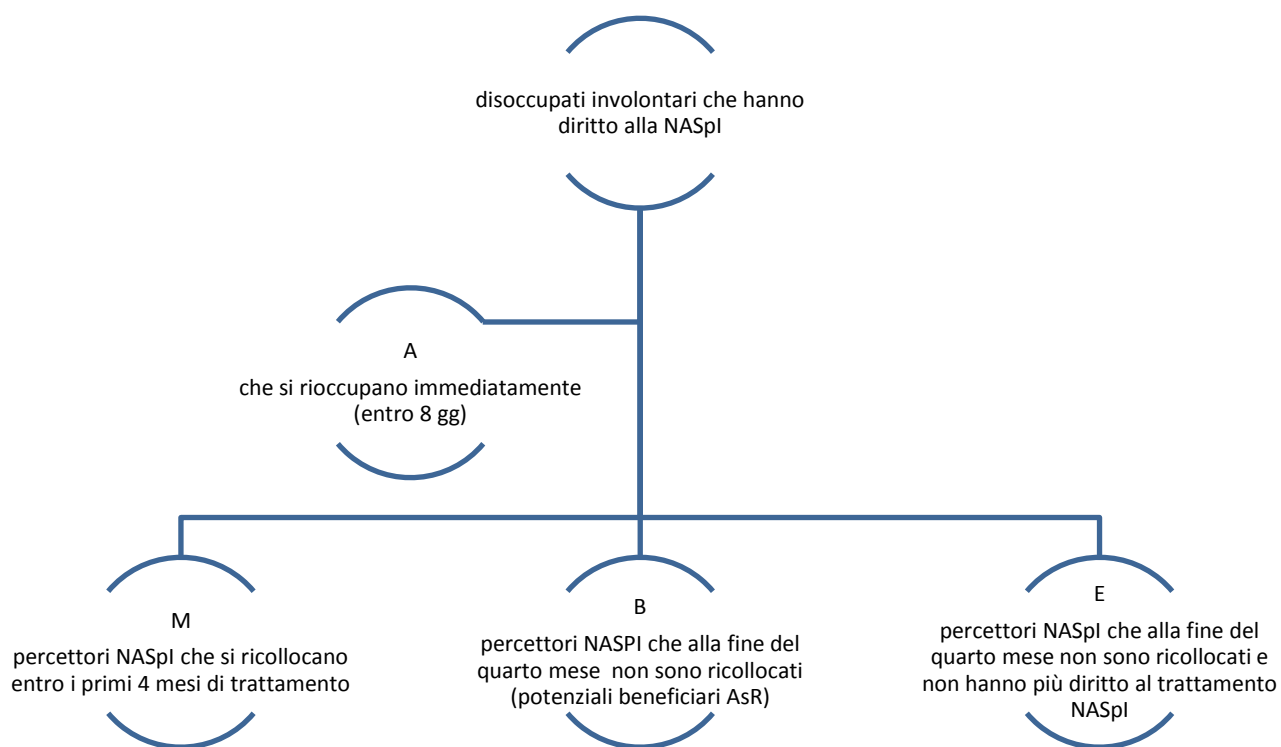 disoccupati involontari che hanno
diritto alla NASpI
A
che si rioccupano immediatamente
(entro 8 gg)
M
percettori NASpI che si ricollocano
entro i primi 4 mesi di trattamento
B
percettori NASPI che alla fine del
quarto mese non sono ricollocati
(potenziali beneficiari AsR)
E
percettori NASpI che alla fine del
quarto mese non sono ricollocati e
non hanno più diritto al trattamento
NASpI